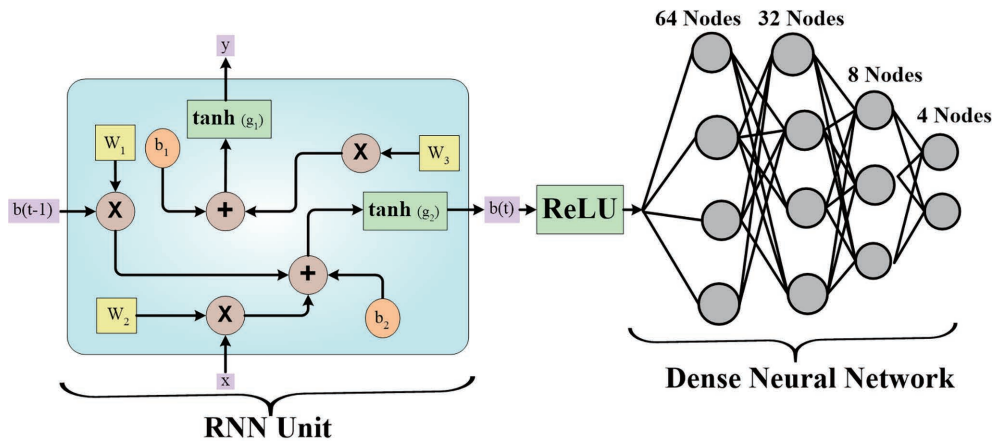 64 Nodes
32 Nodes
8 Nodes
4 Nodes
y
tanh (g₁)
W₁
b₁
X
W₃
b(t-1)
X
+
tanh (g₂)
b(t)
ReLU
+
W₂
X
b₂
x
RNN Unit
Dense Neural Network